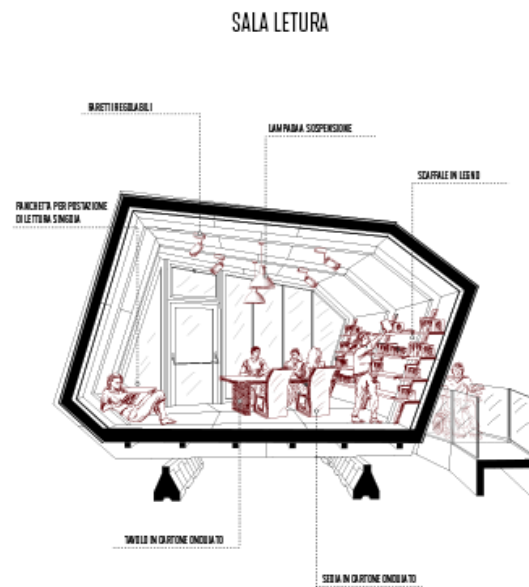 SALA LETURA
FARETTI REGOLABILI
LAMPADA A SOSPENSIONE
SCAFFALE IN LEGNO
PANCHETTA PER POSTAZIONE
DI LETTURA SINGOLA
TAVOLO IN CARTONE ONDULATO
SEDIA IN CARTONE ONDULATO